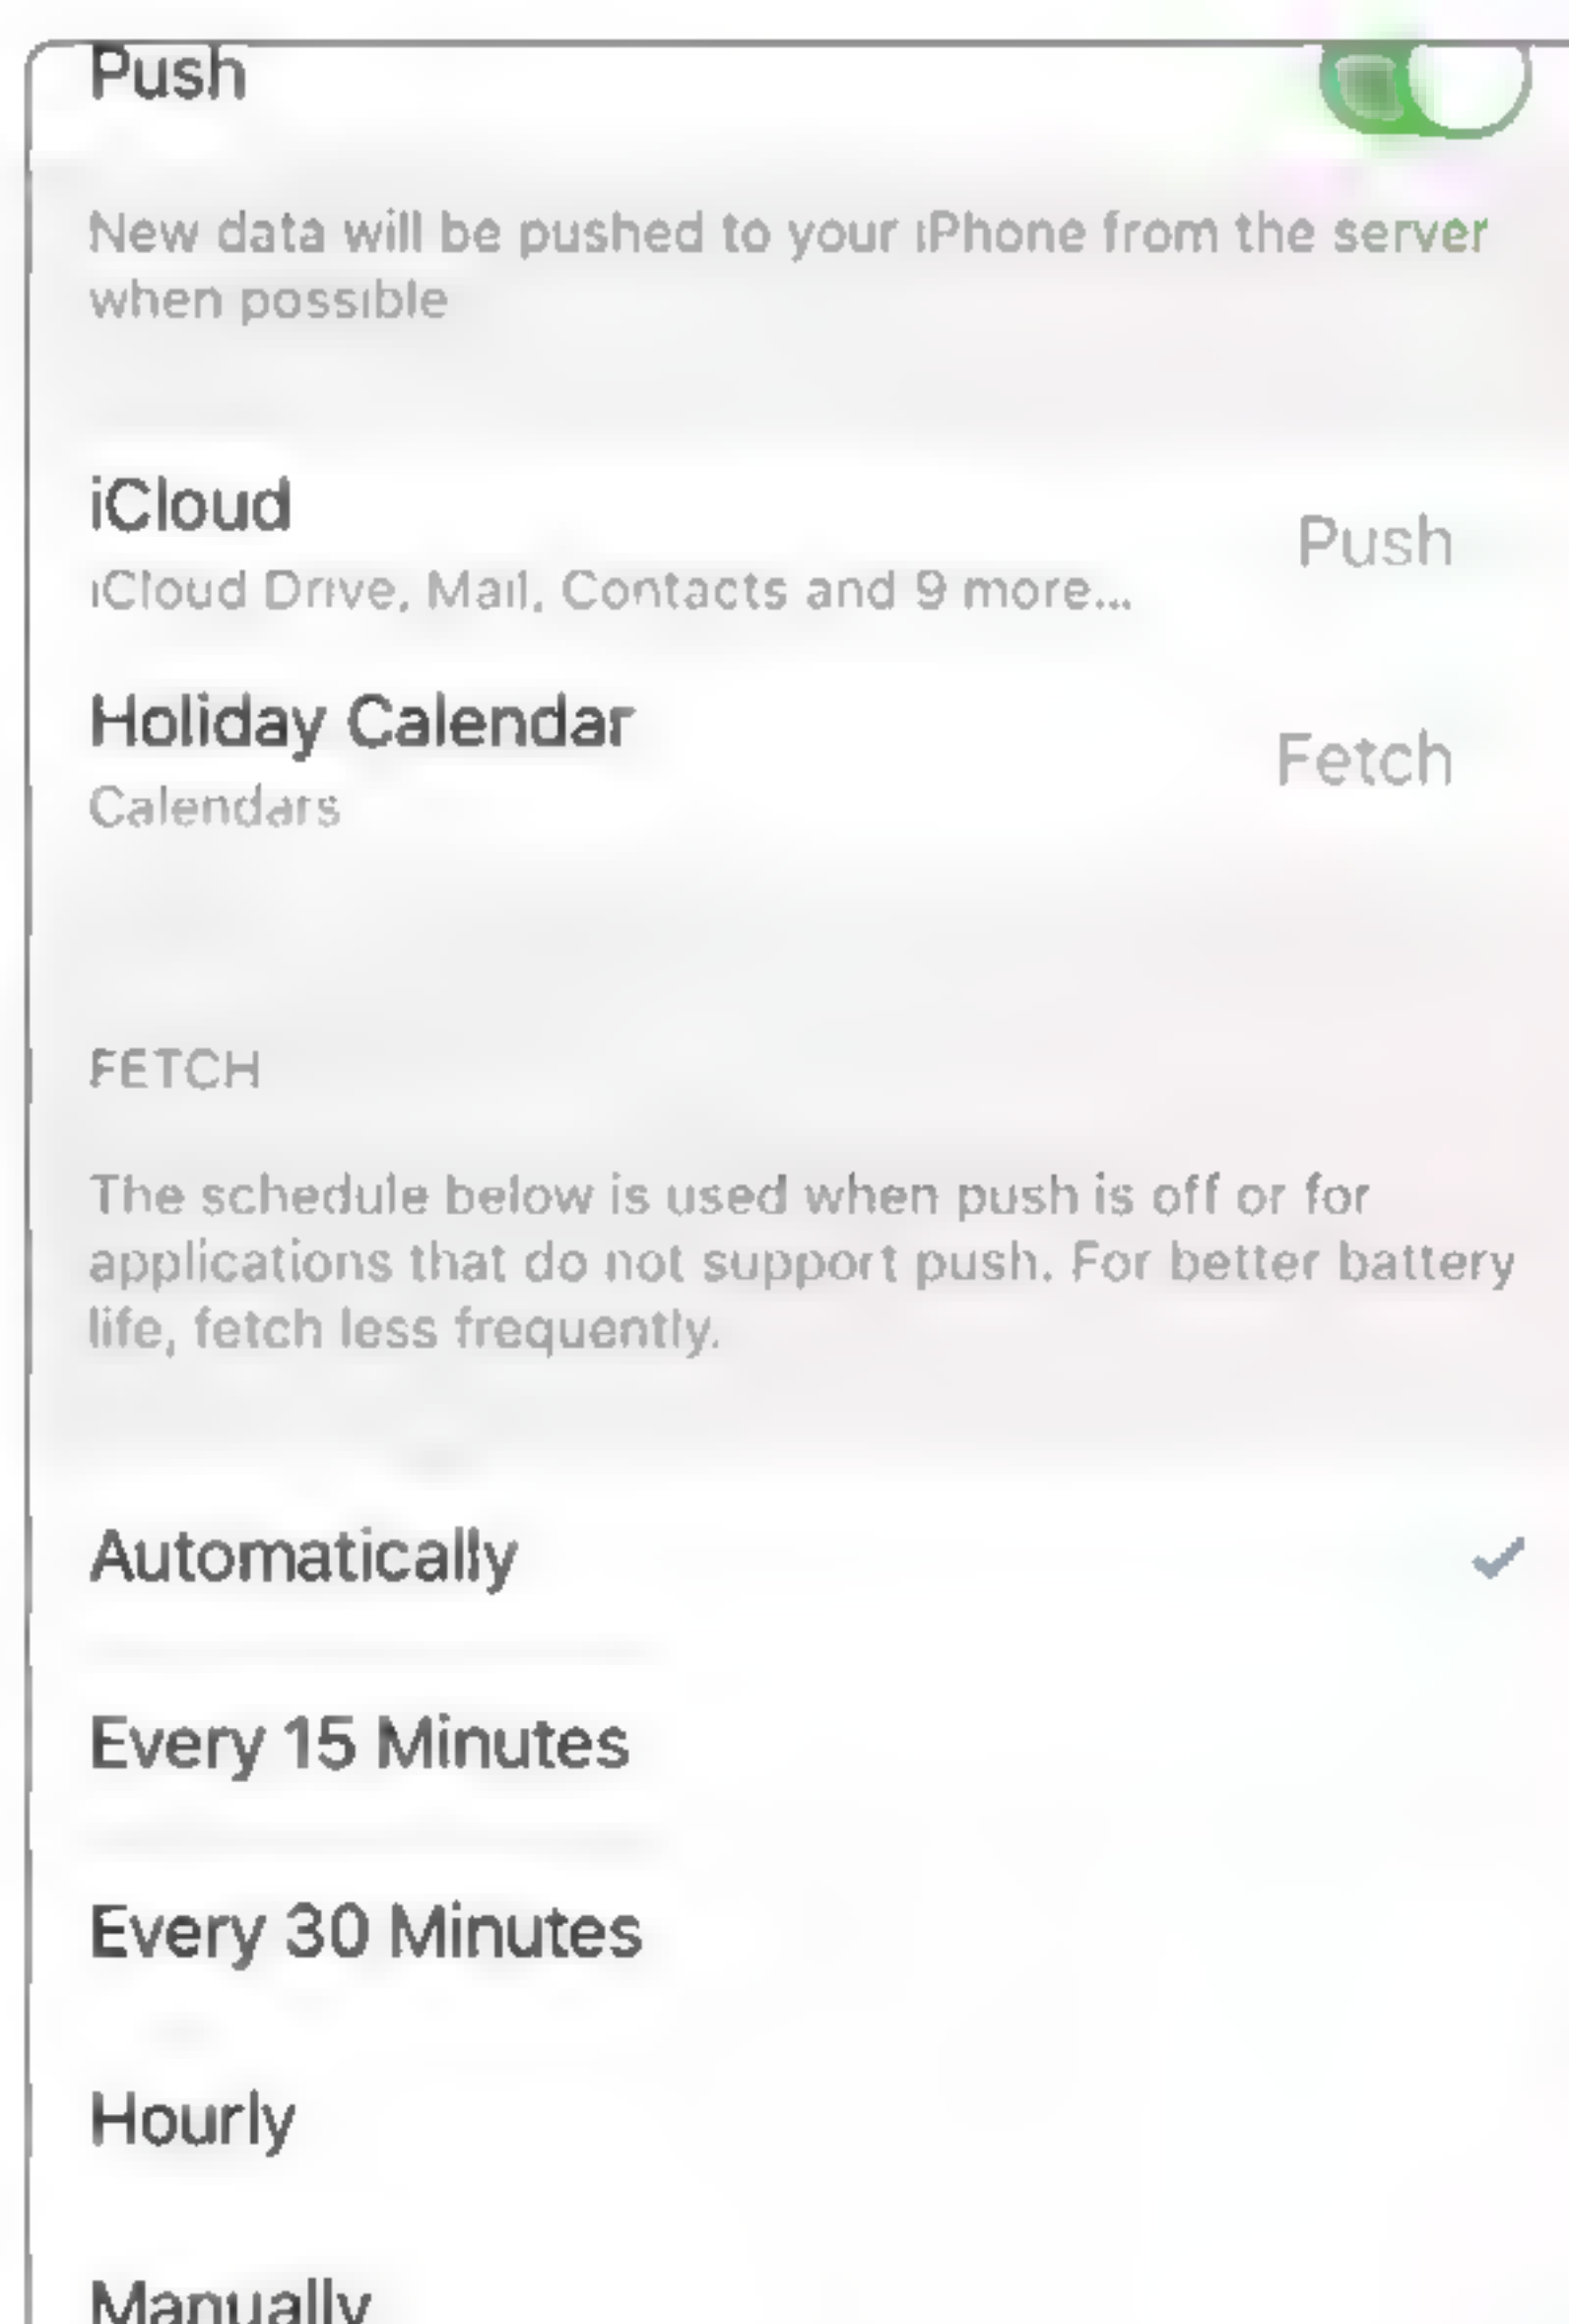 Push
New data will be pushed to your iPhone from the server
when possible
iCloud
Push
iCloud Drive, Mail, Contacts and 9 more...
Holiday Calendar
Fetch
Calendars
FETCH
The schedule below is used when push is off or for
applications that do not support push. For better battery
life, fetch less frequently.
Automatically
Every 15 Minutes
Every 30 Minutes
Hourly
Manually